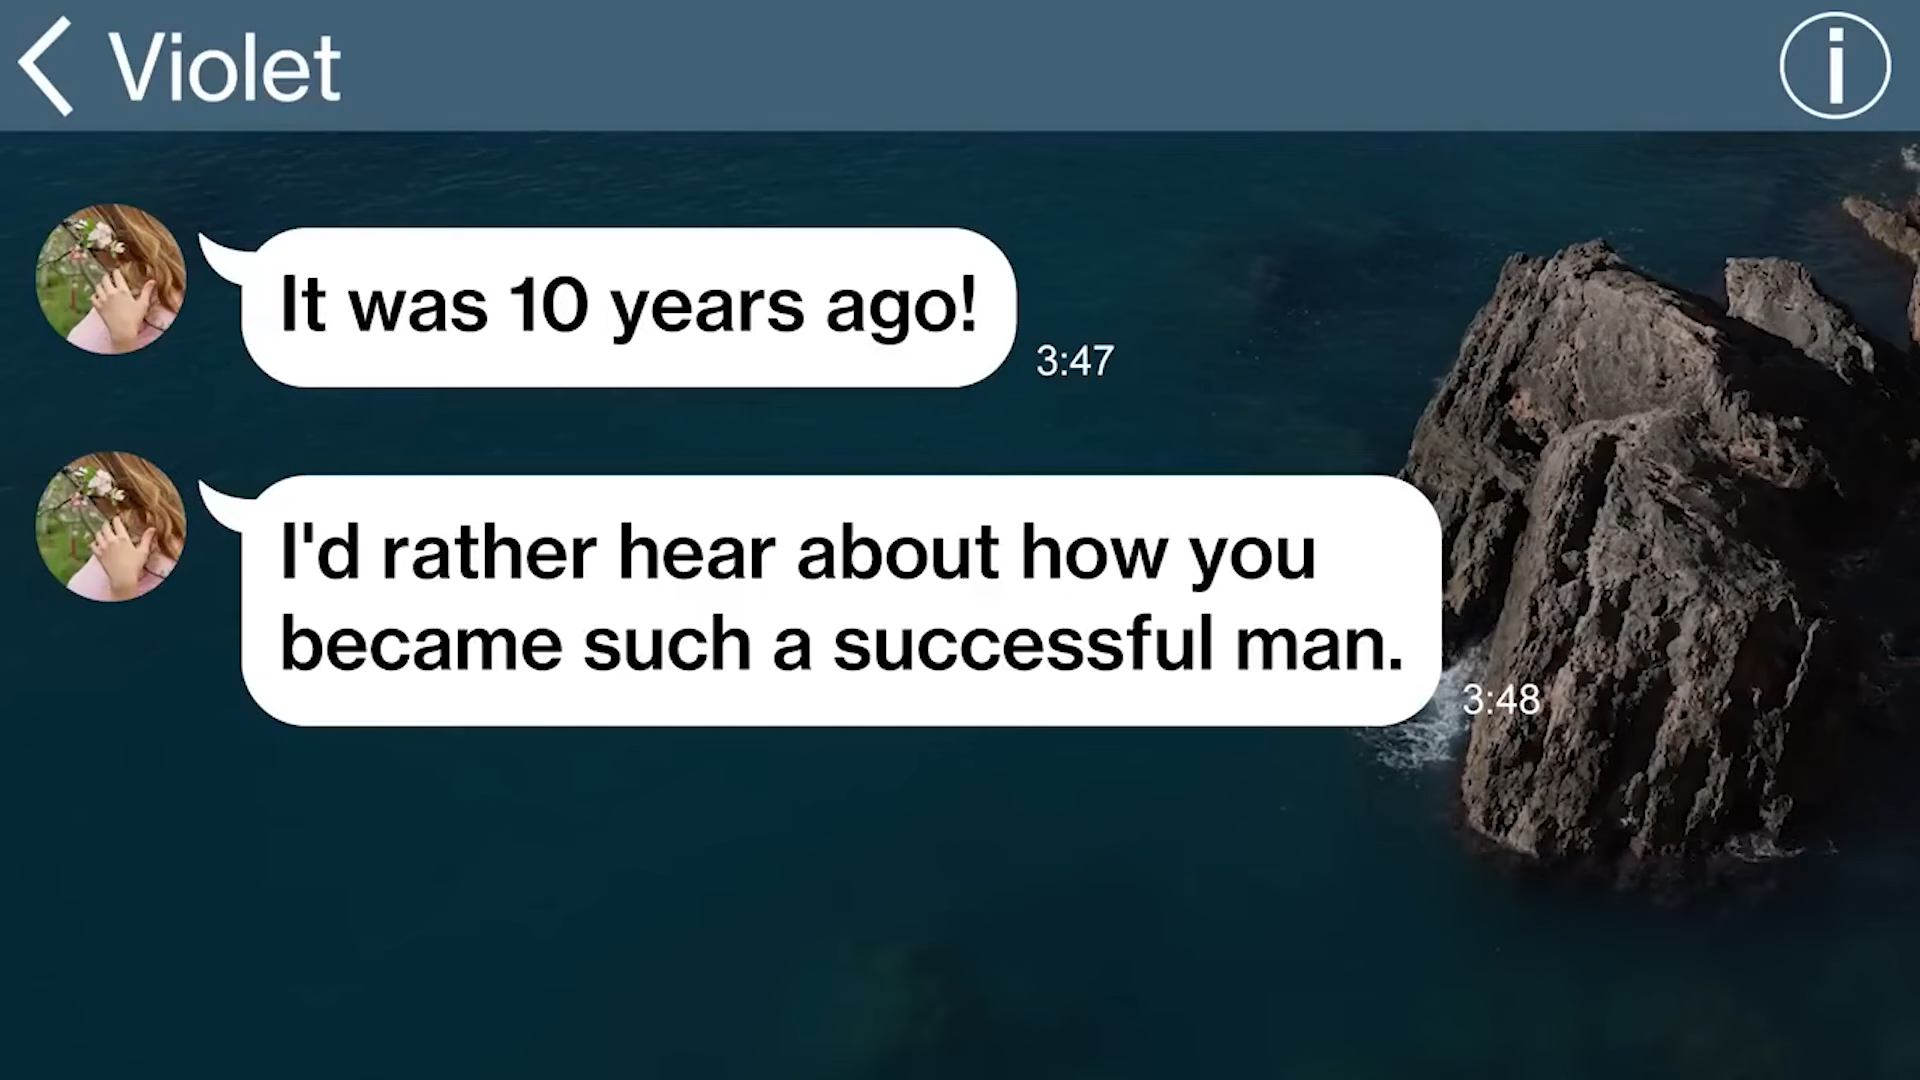 Violet
It was 10 years ago!
3:47
I'd rather hear about how you
became such a successful man.
3:48